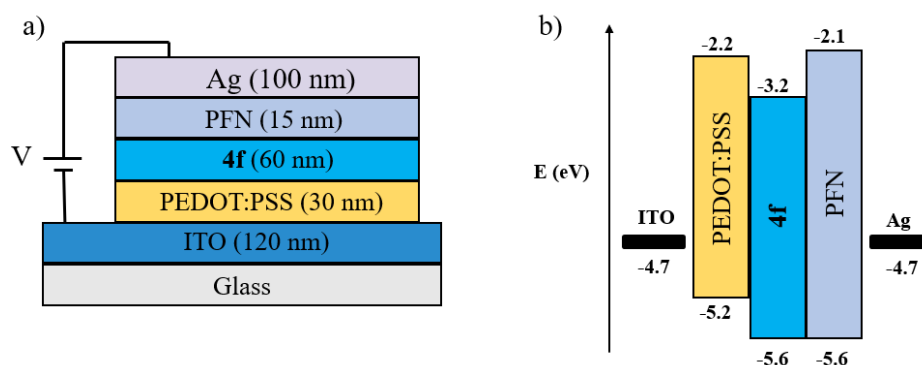 a)
V
Ag (100 nm)
PFN (15 nm)
4f (60 nm)
PEDOT:PSS (30 nm)
ITO (120 nm)
Glass
b)
E (eV)
-2.2
-2.1
-3.2
PEDOT:PSS
4f
PFN
ITO
-4.7
Ag
-4.7
-5.2
-5.6
-5.6